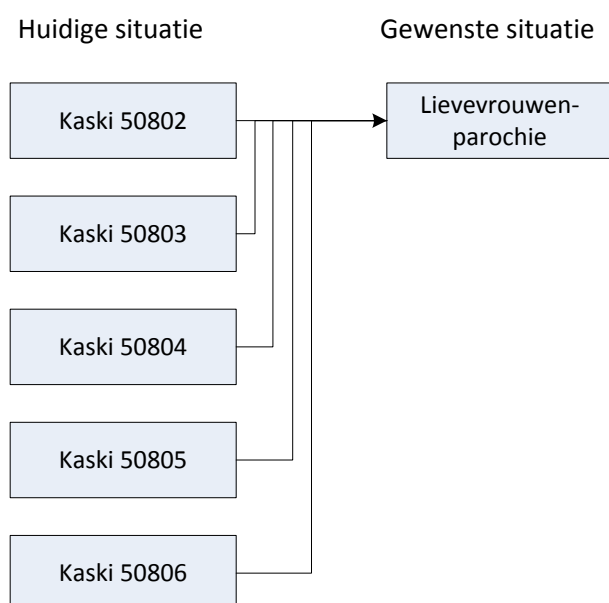 Huidige situatie
Gewenste situatie
Kaski 50802
Lievevrouwen-
parochie
Kaski 50803
Kaski 50804
Kaski 50805
Kaski 50806